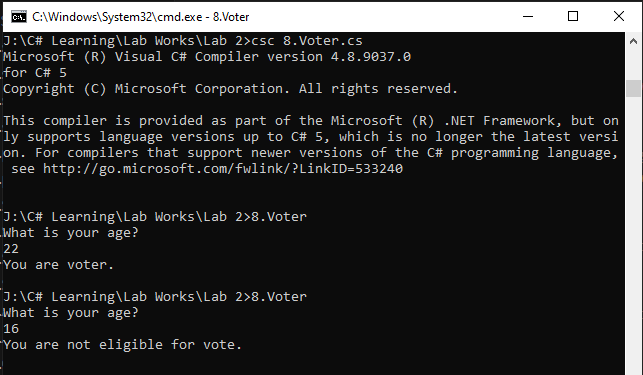 C:\Windows\System32\cmd.exe - 8.Voter
J:\C# Learning\Lab Works\Lab 2>csc 8.Voter.cs
Microsoft (R) Visual C# Compiler version 4.8.9037.0
for C# 5
Copyright (C) Microsoft Corporation. All rights reserved.
This compiler is provided as part of the Microsoft (R) .NET Framework, but on
ly supports language versions up to C# 5, which is no longer the latest versi
on. For compilers that support newer versions of the C# programming language,
 see http://go.microsoft.com/fwlink/?LinkID=533240
J:\C# Learning\Lab Works\Lab 2>8.Voter
What is your age?
22
You are voter.
J:\C# Learning\Lab Works\Lab 2>8.Voter
What is your age?
16
You are not eligible for vote.